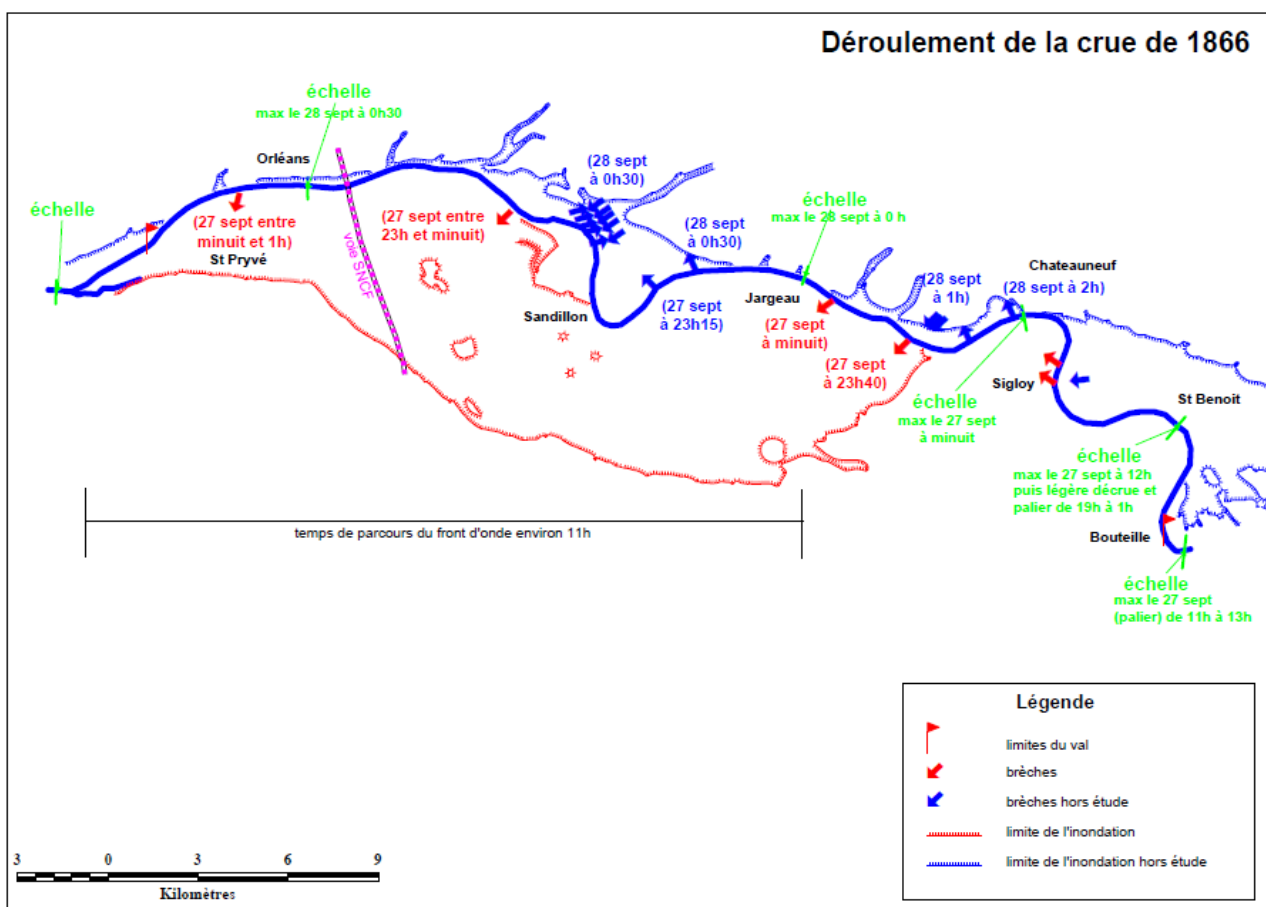 Déroulement de la crue de 1866
échelle
max le 28 sept à 0h30
Orléans
échelle
(27 sept entre
minuit et 1h)
St Pryvé
voie SNCF
(27 sept entre
23h et minuit)
(28 sept
à 0h30)
(28 sept
à 0h30)
échelle
max le 28 sept à 0 h
Sandillon
(27 sept
à 23h15)
Jargeau
(27 sept
à minuit)
(27 sept
à 23h40)
(28 sept
à 1h)
Chateauneuf
(28 sept à 2h)
échelle
max le 27 sept
à minuit
Sigloy
St Benoit
échelle
max le 27 sept à 12h
puis légère décrue et
palier de 19h à 1h
Bouteille
échelle
max le 27 sept
(palier) de 11h à 13h
temps de parcours du front d'onde environ 11h
Légende
limites du val
brèches
brèches hors étude
limite de l'inondation
limite de l'inondation hors étude
3 0 3 6 9
Kilomètres